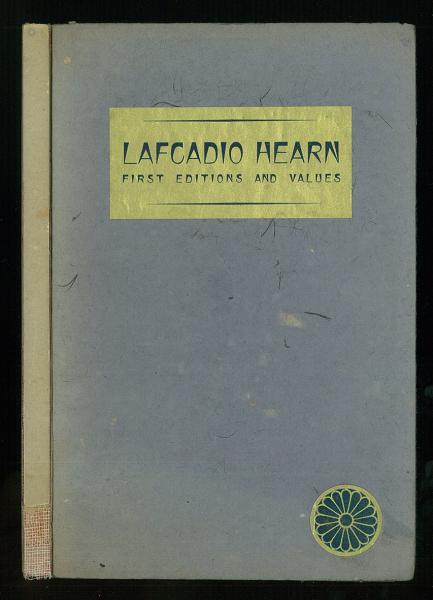 LAFCADIO HEARN
FIRST EDITIONS AND VALUES